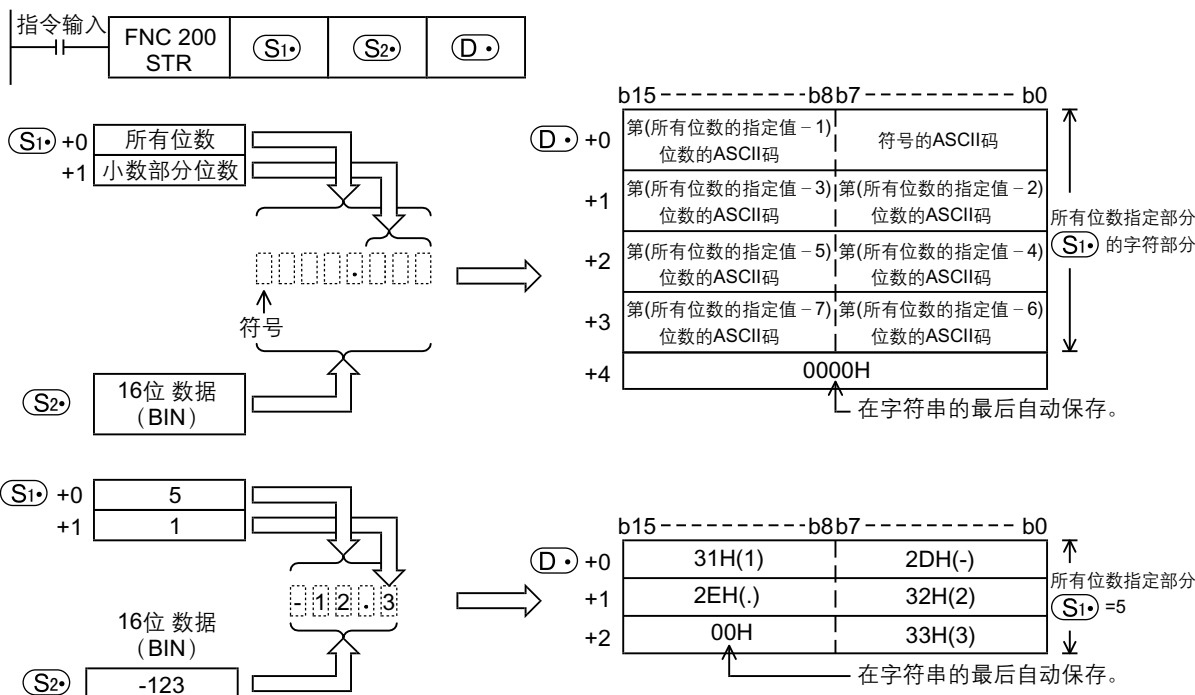 指令输入
FNC 200
STR
S1• S2• D•
b15 b8 b7 b0
S1• +0 所有位数
+1 小数部分位数
.
符号
S2• 16位 数据
（BIN）
D• +0 第(所有位数的指定值－1)
位数的ASCII码
符号的ASCII码
+1 第(所有位数的指定值－3)
位数的ASCII码
第(所有位数的指定值－2)
位数的ASCII码
+2 第(所有位数的指定值－5)
位数的ASCII码
第(所有位数的指定值－4)
位数的ASCII码
+3 第(所有位数的指定值－7)
位数的ASCII码
第(所有位数的指定值－6)
位数的ASCII码
+4 0000H
所有位数指定部分
S1• 的字符部分
在字符串的最后自动保存。
S1• +0 5
+1 1
-12.3
16位 数据
（BIN）
S2• -123
b15 b8 b7 b0
D• +0 31H(1) 2DH(-)
+1 2EH(.) 32H(2)
+2 00H 33H(3)
所有位数指定部分
S1• =5
在字符串的最后自动保存。